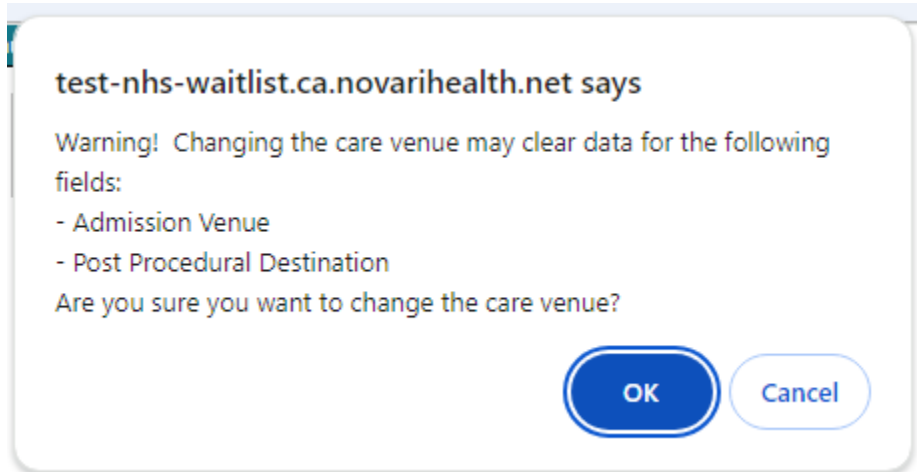 test-nhs-waitlist.ca.novarihealth.net says
Warning!  Changing the care venue may clear data for the following
fields:
- Admission Venue
- Post Procedural Destination
Are you sure you want to change the care venue?
OK
Cancel